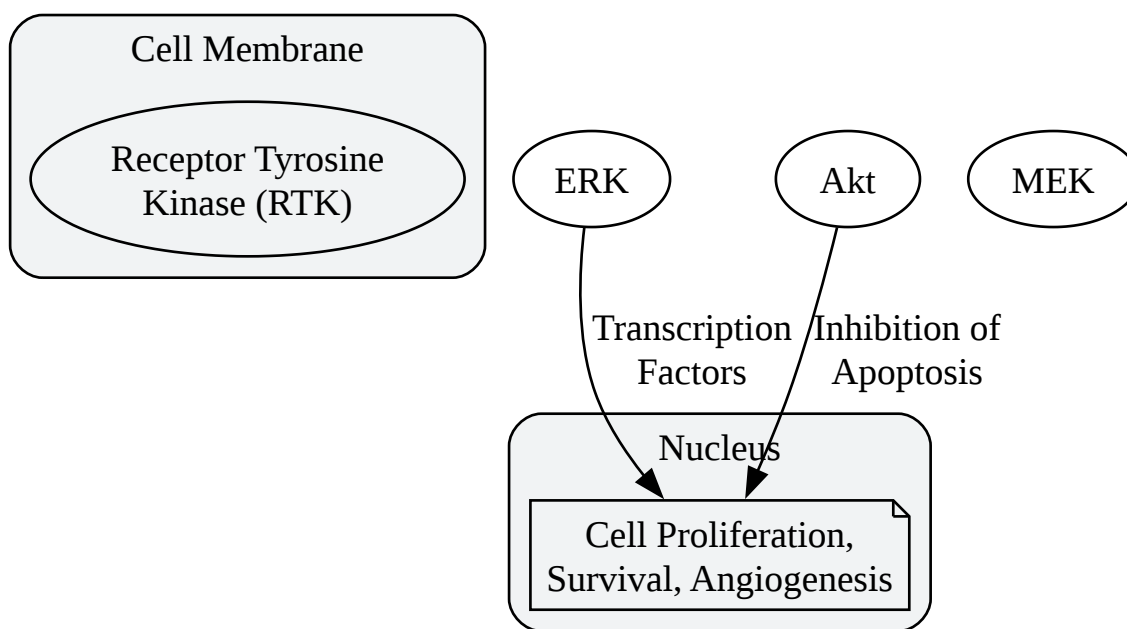 Cell Membrane
Receptor Tyrosine
Kinase (RTK)
ERK
Akt
MEK
Transcription
Factors
Inhibition of
Apoptosis
Nucleus
Cell Proliferation,
Survival, Angiogenesis